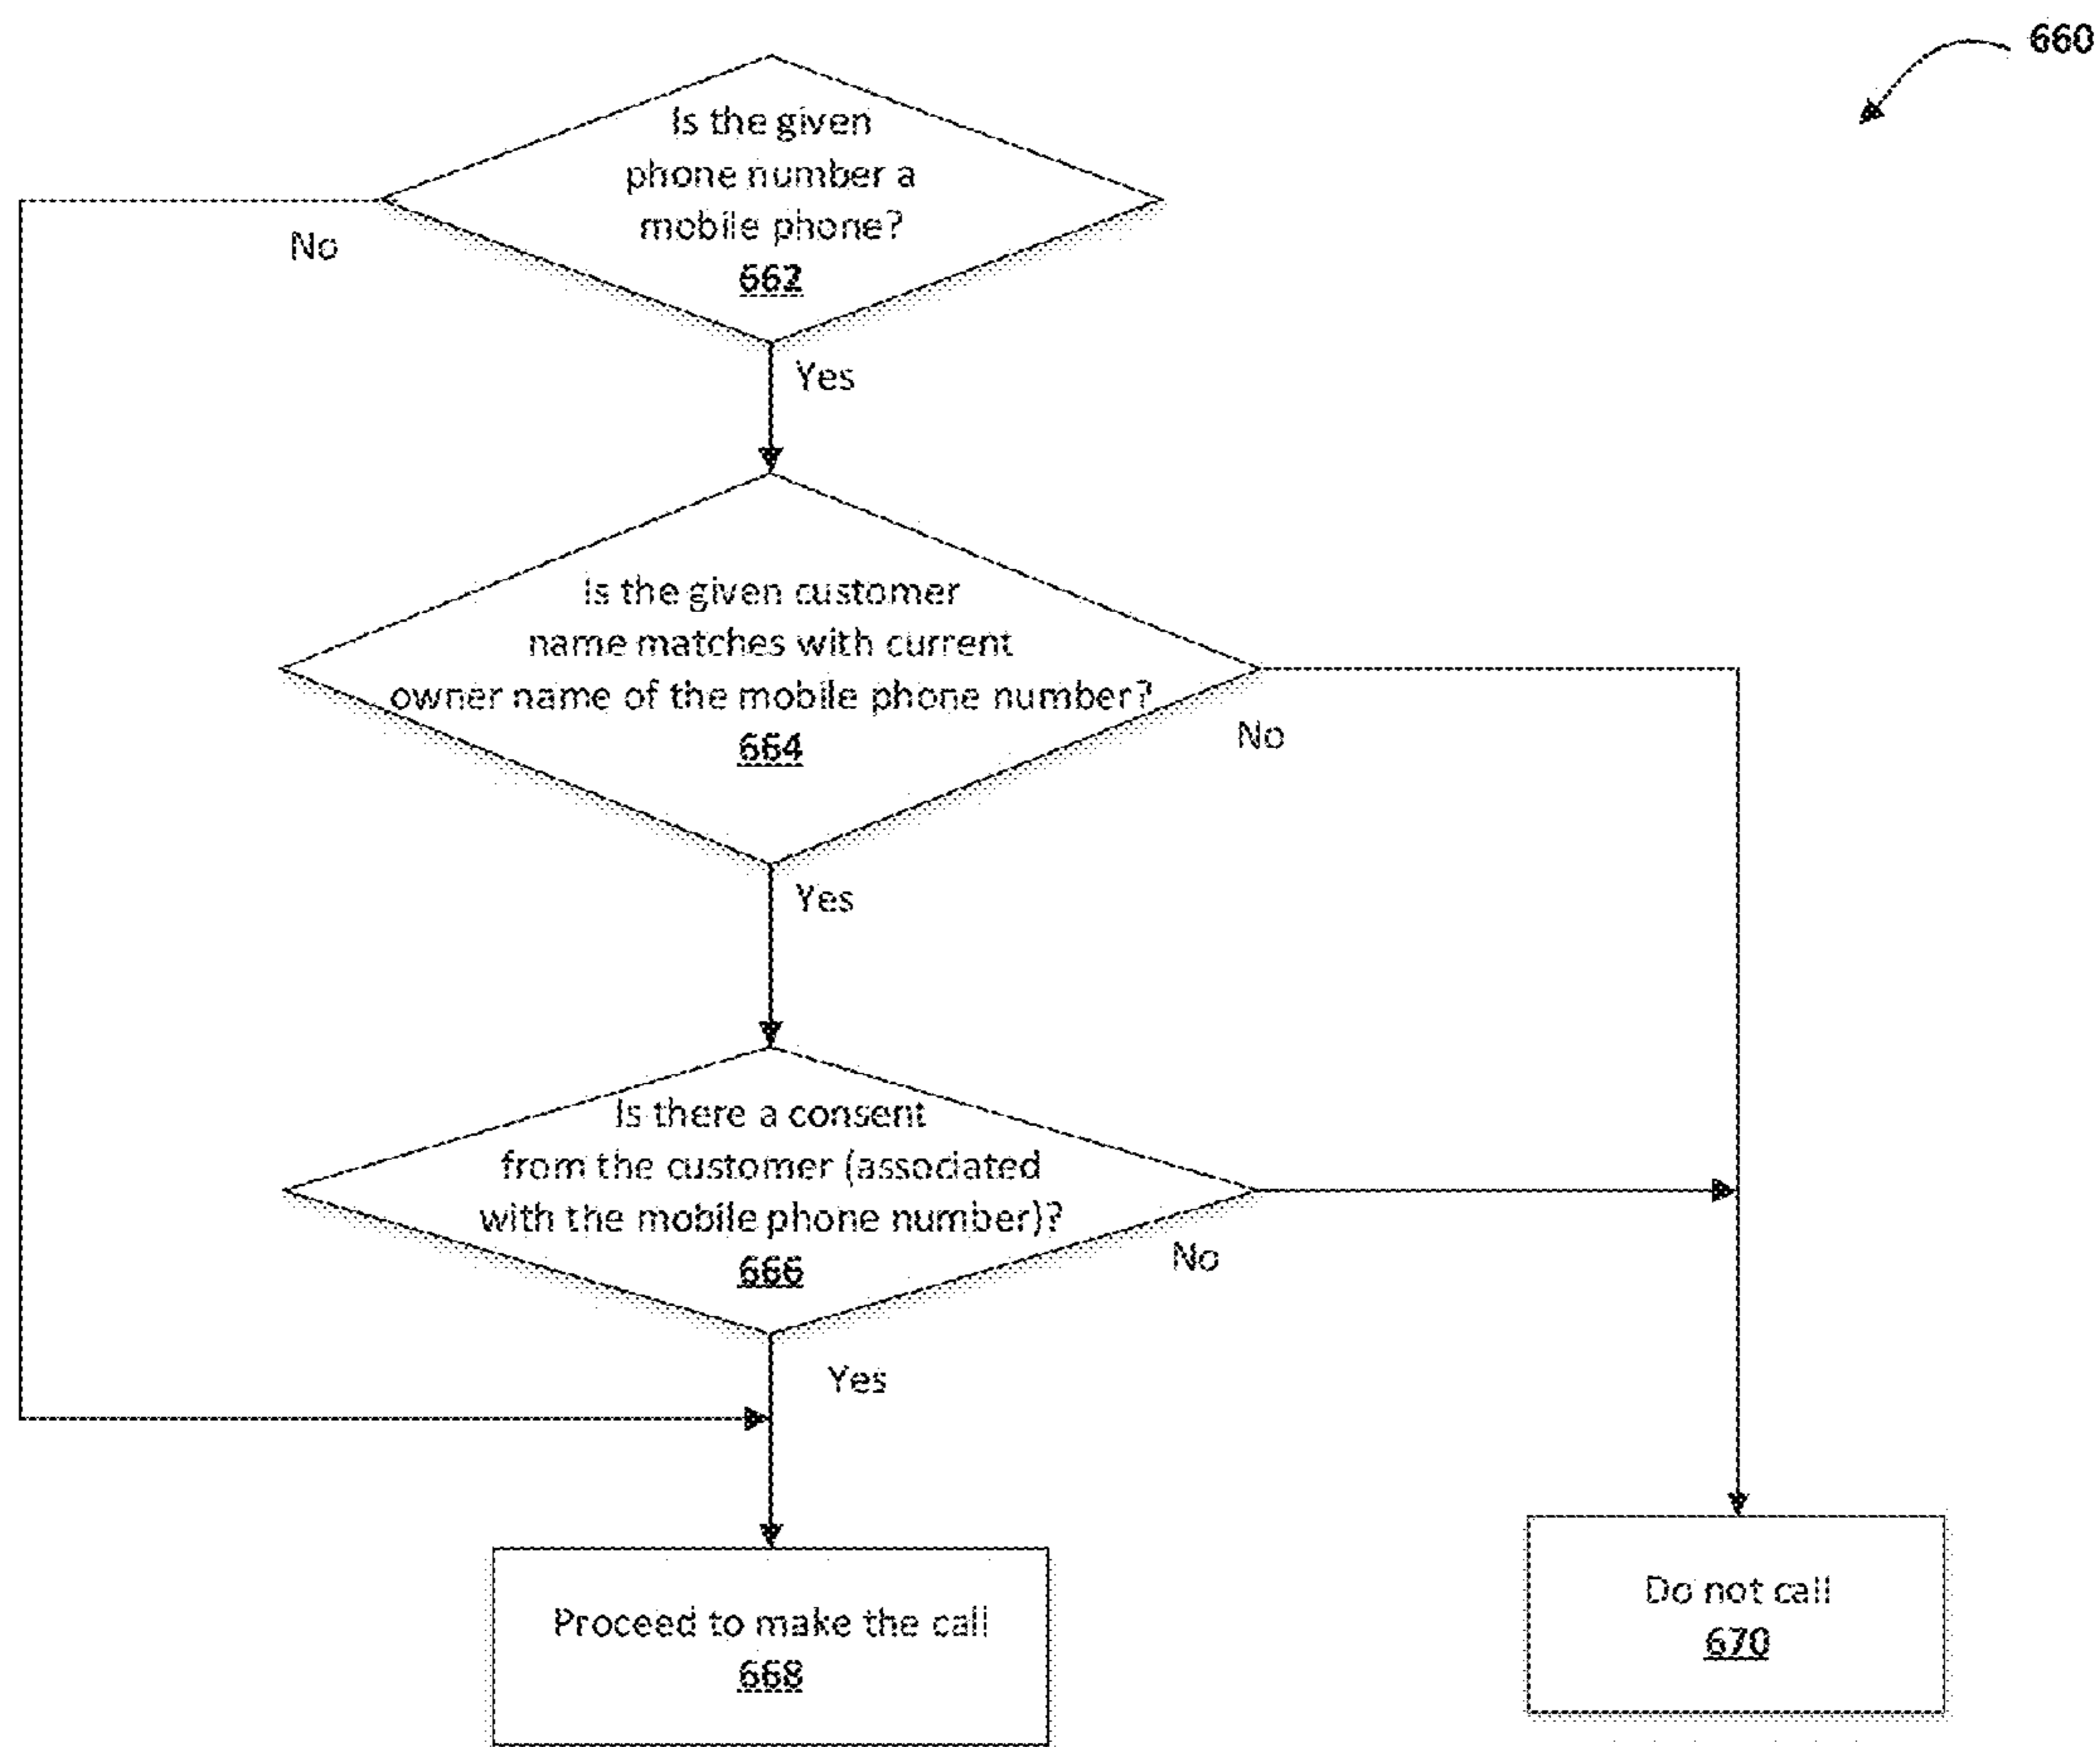 660
Is the given
phone number a
mobile phone?
662
No
Yes
Is the given customer
name matches with current
owner name of the mobile phone number?
664
No
Yes
Is there a consent
from the customer (associated
with the mobile phone number)?
666
No
Yes
Proceed to make the call
668
Do not call
670